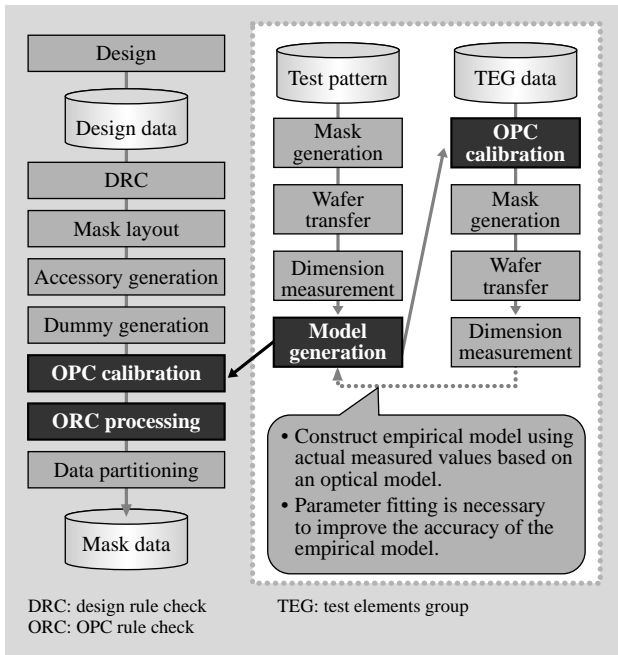 Design
Design data
DRC
Mask layout
Accessory generation
Dummy generation
OPC calibration
ORC processing
Data partitioning
Mask data
Test pattern
Mask
generation
Wafer
transfer
Dimension
measurement
Model
generation
TEG data
OPC
calibration
Mask
generation
Wafer
transfer
Dimension
measurement
• Construct empirical model using
actual measured values based on
an optical model.
• Parameter fitting is necessary
to improve the accuracy of the
empirical model.
DRC: design rule check
ORC: OPC rule check
TEG: test elements group